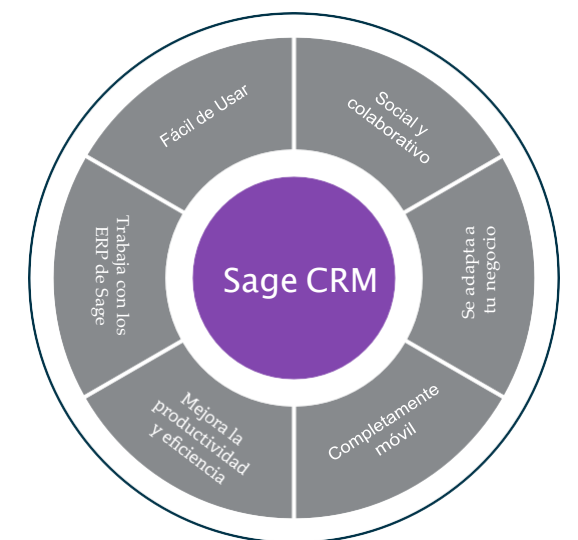 Fácil de Usar
Social y
colaborativo
Se adapta a
tu negocio
Completamente
móvil
Mejora la
productividad
y eficiencia
Trabaja con los
ERP de Sage
Sage CRM